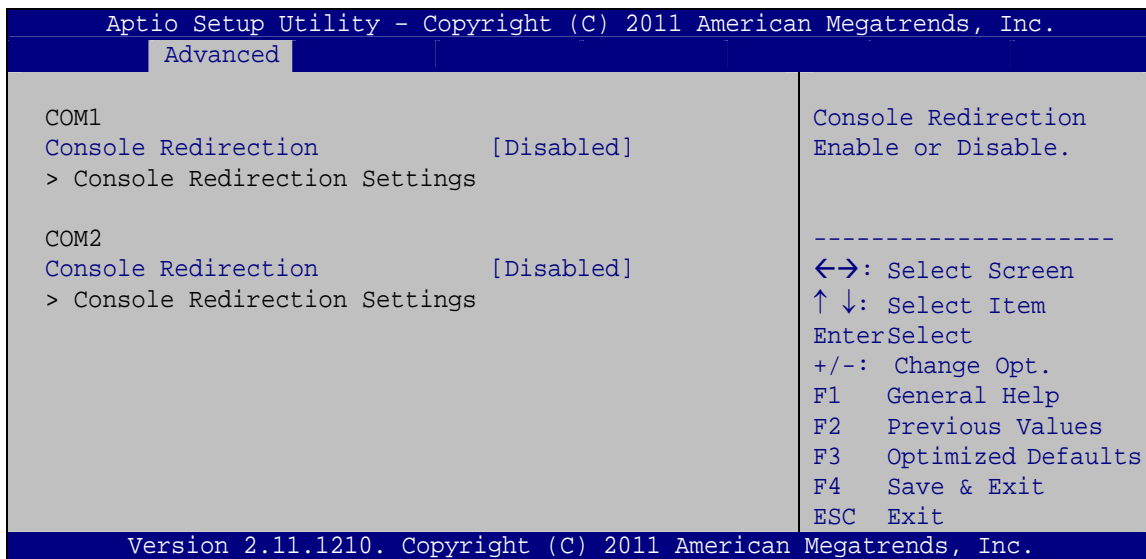 Aptio Setup Utility – Copyright (C) 2011 American Megatrends, Inc.
Advanced
COM1
Console Redirection [Disabled]
> Console Redirection Settings
COM2
Console Redirection [Disabled]
> Console Redirection Settings
Console Redirection
Enable or Disable.
---------------------
←→: Select Screen
↑ ↓: Select Item
EnterSelect
+/-: Change Opt.
F1 General Help
F2 Previous Values
F3 Optimized Defaults
F4 Save & Exit
ESC Exit
Version 2.11.1210. Copyright (C) 2011 American Megatrends, Inc.